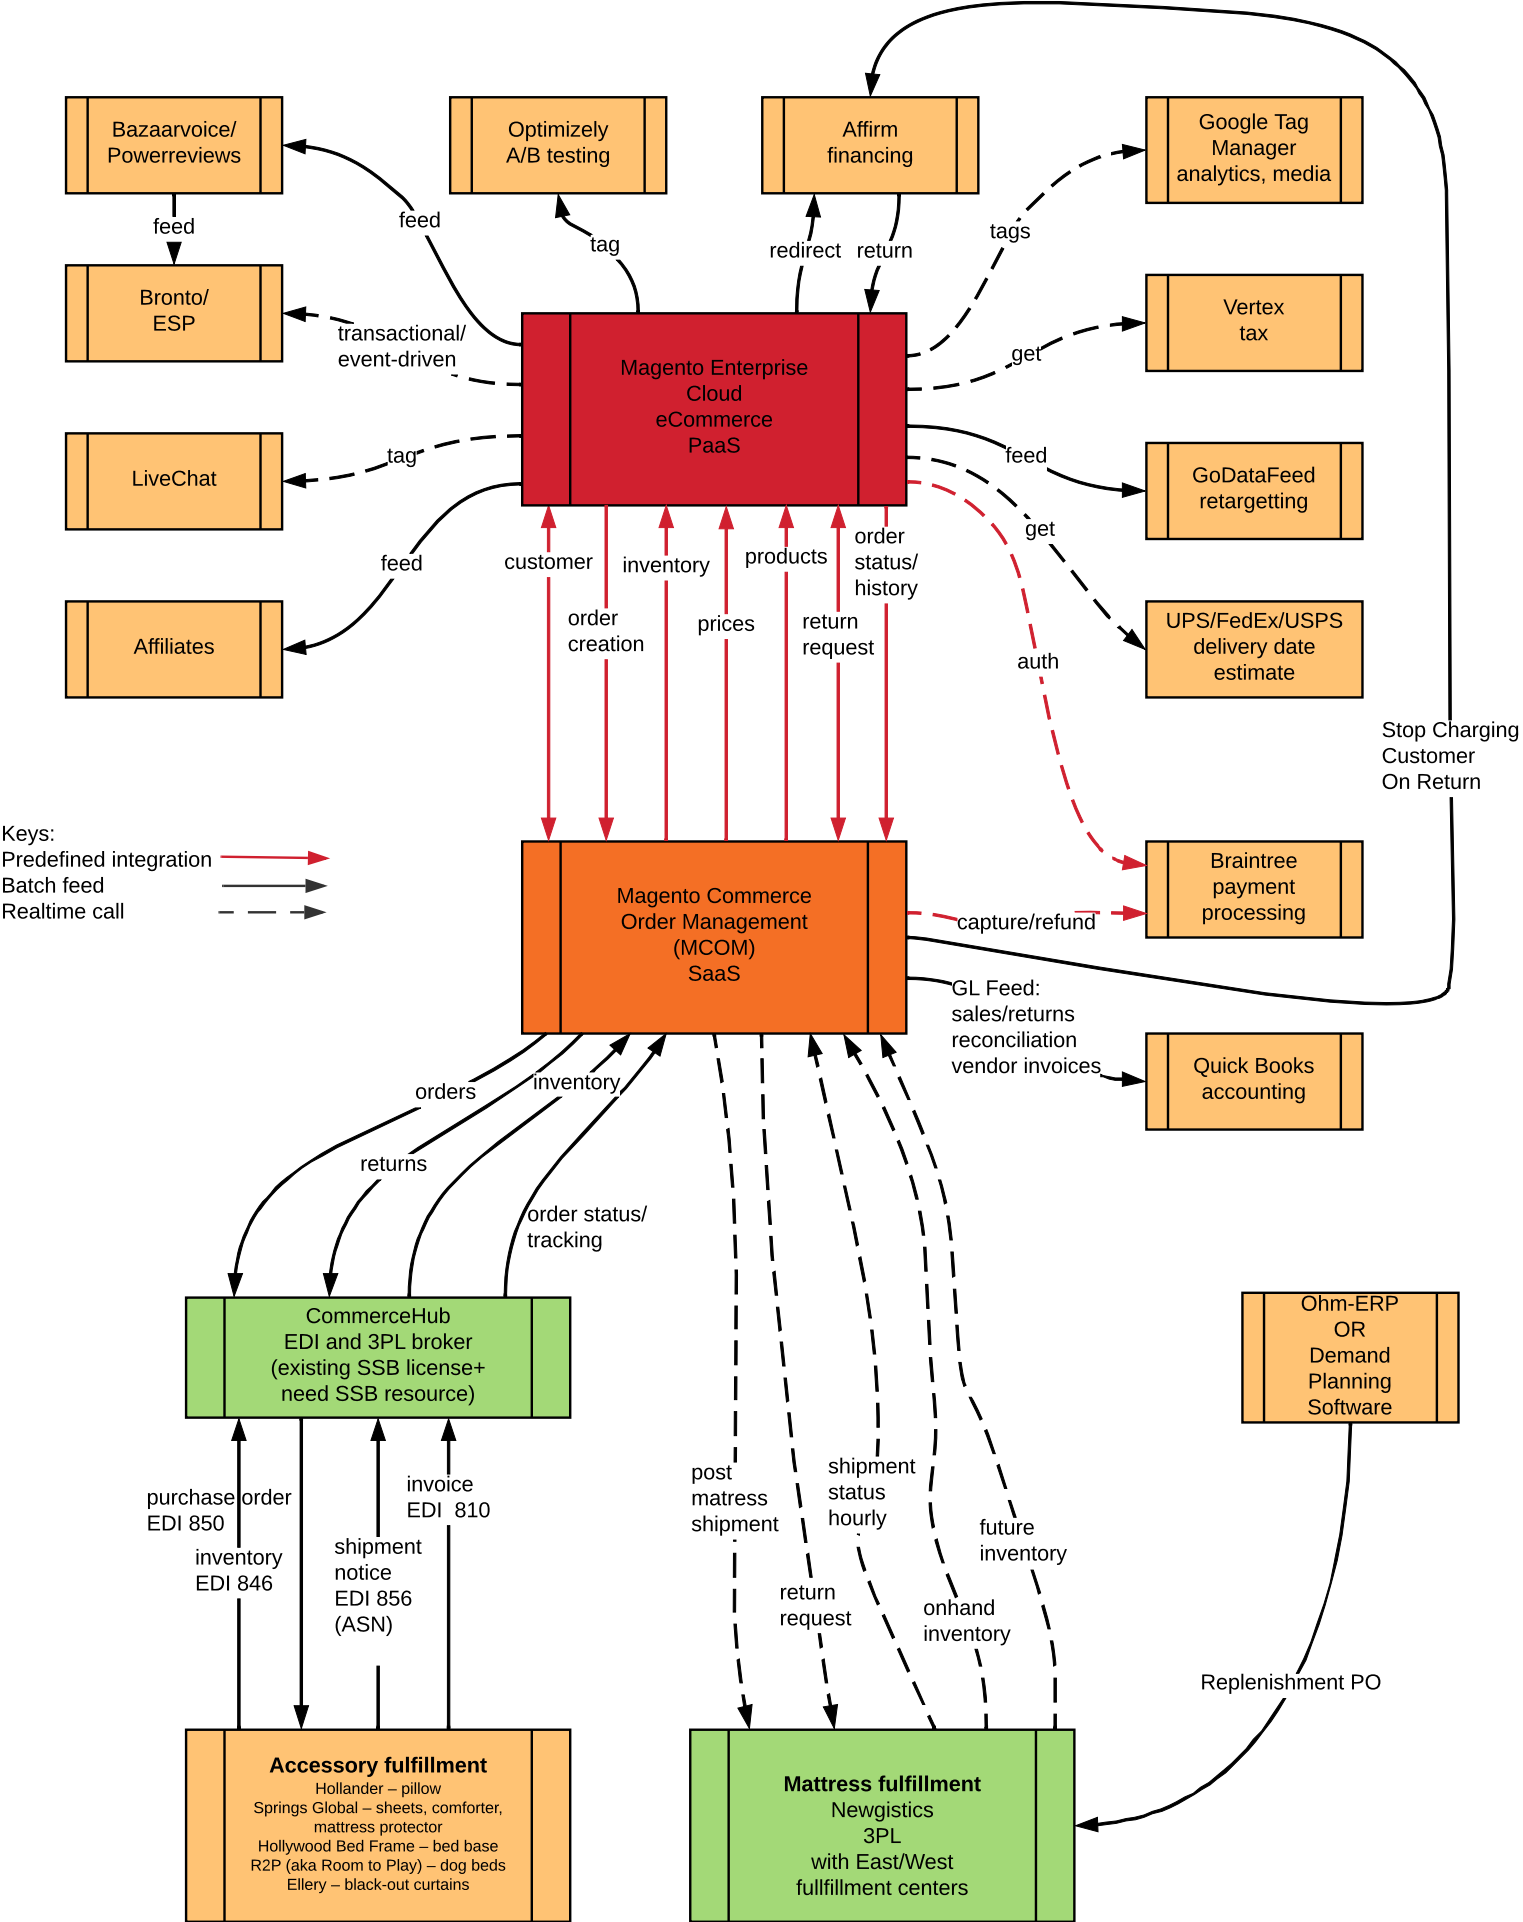 Bazaarvoice/
Powerreviews
Optimizely
A/B testing
Affirm
financing
Google Tag
Manager
analytics, media
feed
feed
tag
redirect
return
tags
Bronto/
ESP
transactional/
event-driven
Magento Enterprise
Cloud
eCommerce
PaaS
Vertex
tax
get
LiveChat
tag
feed
GoDataFeed
retargetting
get
Affiliates
feed
customer
order
creation
inventory
prices
products
return
request
order
status/
history
UPS/FedEx/USPS
delivery date
estimate
auth
Stop Charging
Customer
On Return
Keys:
Predefined integration
Batch feed
Realtime call
Magento Commerce
Order Management
(MCOM)
SaaS
capture/refund
Braintree
payment
processing
GL Feed:
sales/returns
reconciliation
vendor invoices
Quick Books
accounting
orders
inventory
returns
order status/
tracking
CommerceHub
EDI and 3PL broker
(existing SSB license+
need SSB resource)
Ohm-ERP
OR
Demand
Planning
Software
purchase order
EDI 850
inventory
EDI 846
shipment
notice
EDI 856
(ASN)
invoice
EDI  810
post
matress
shipment
return
request
shipment
status
hourly
onhand
inventory
future
inventory
Replenishment PO
Accessory fulfillment
Hollander – pillow
Springs Global – sheets, comforter,
mattress protector
Hollywood Bed Frame – bed base
R2P (aka Room to Play) – dog beds
Ellery – black-out curtains
Mattress fulfillment
Newgistics
3PL
with East/West
fullfillment centers